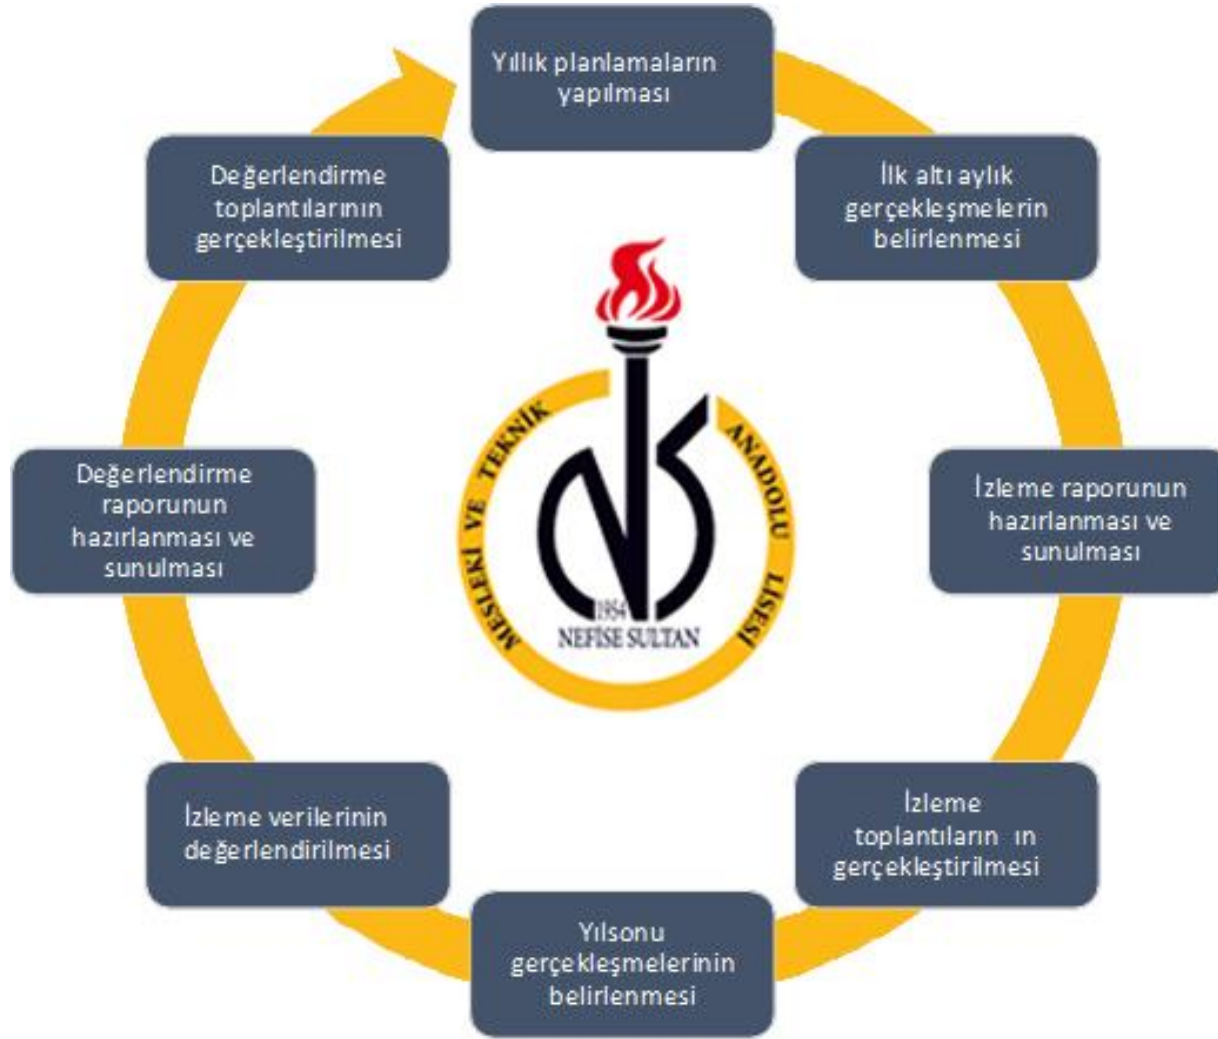 Yıllık planlamaların
yapılması
İlk altı aylık
gerçekleşmelerin
belirlenmesi
İzleme raporunun
hazırlanması ve
sunulması
İzleme
toplantıların ın
gerçekleştirilmesi
Yılsonu
gerçekleşmelerinin
belirlenmesi
İzleme verilerinin
değerlendirilmesi
Değerlendirme
raporunun
hazırlanması ve
sunulması
Değerlendirme
toplantılarının
gerçekleştirilmesi
MESLEKİ VE TEKNİK
ANADOLU LİSESİ
1954
NEFİSE SULTAN